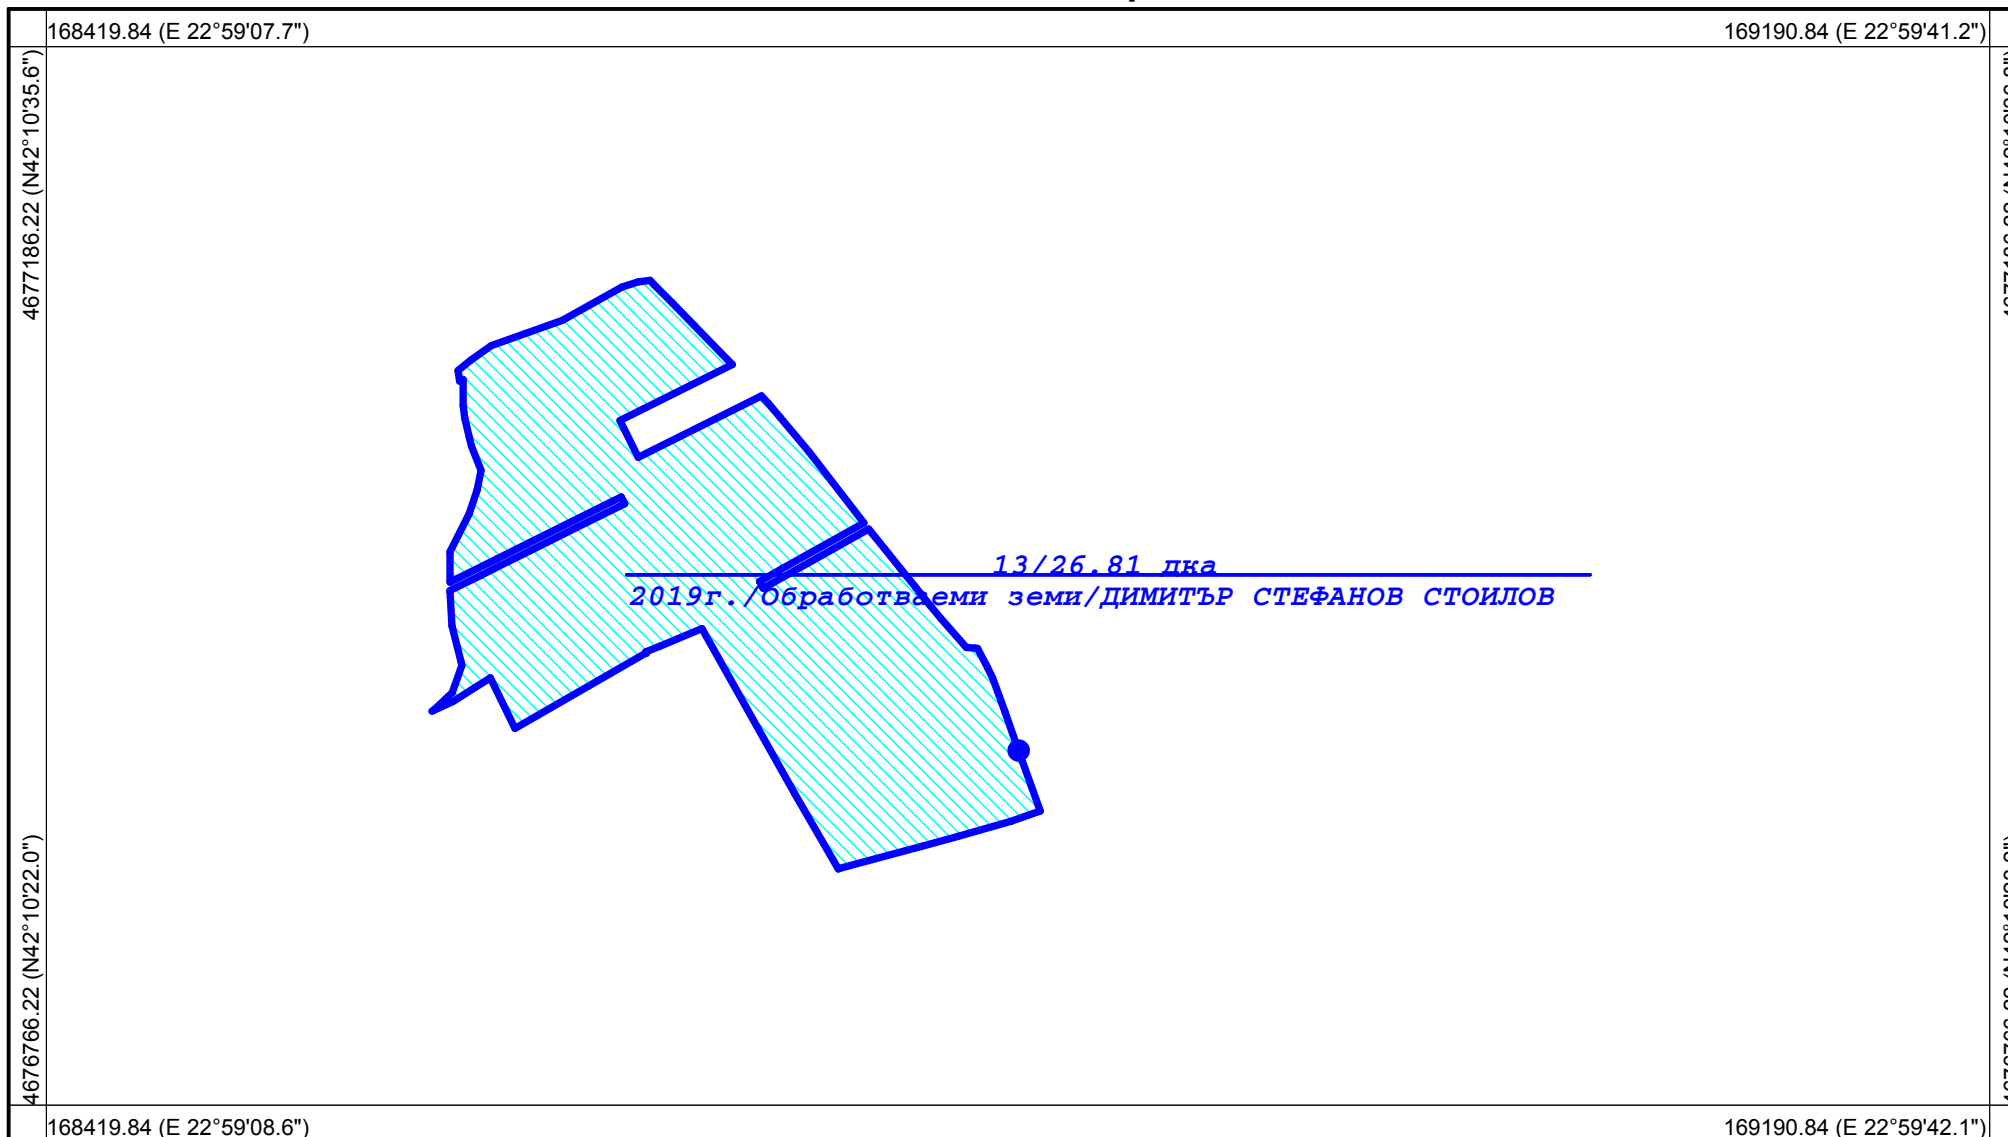 168419.84 (E 22°59'07.7")
169190.84 (E 22°59'41.2")
4677186.22 (N42°10'35.6")
13/26.81 дка
2019г./Обработваеми земи/ДИМИТЪР СТЕФАНОВ СТОИЛОВ
4676766.22 (N42°10'22.0")
168419.84 (E 22°59'08.6")
169190.84 (E 22°59'42.1")